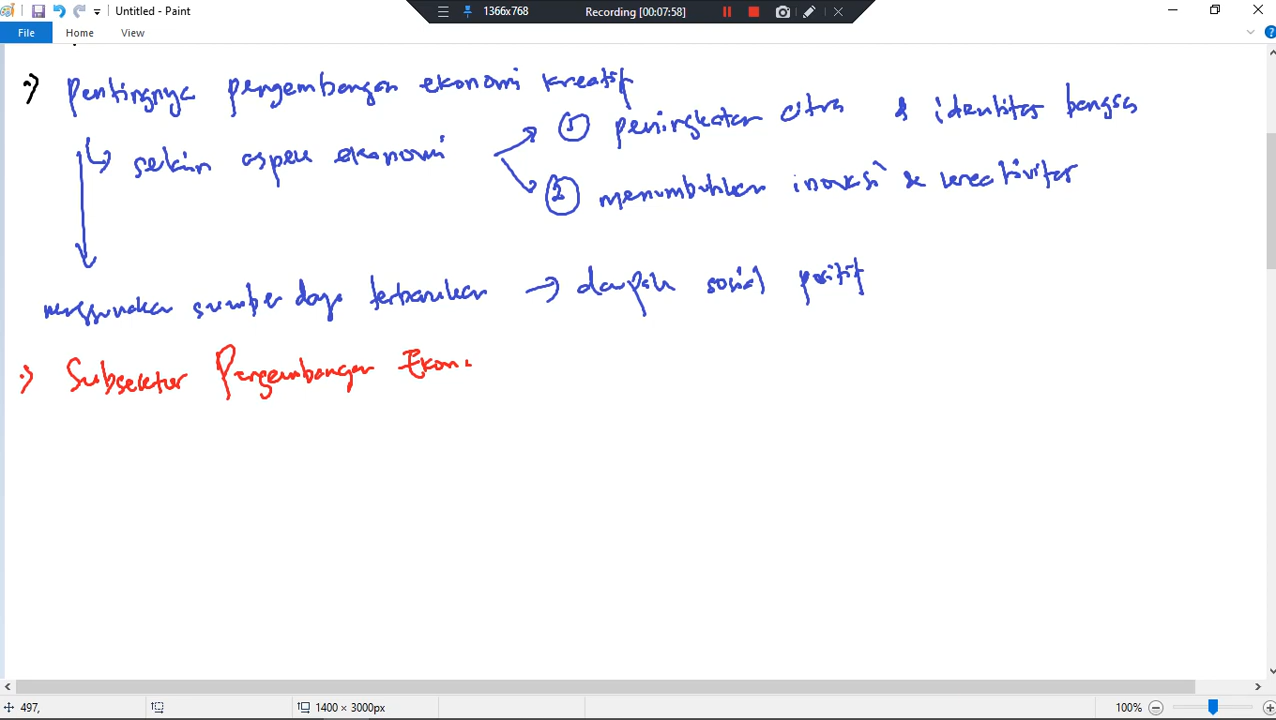 Untitled - Paint
1366x768
Recording [00:07:58]
File Home View
pentingnya pengembangan ekonomi kreatif
selain aspek ekonomi
① peningkatan citra & identitas bangsa
② menumbuhkan inovasi & kreativitas
menggunakan sumber daya terbarukan → dampak sosial positif
Subsektor Pengembangan Ekon
497,
1400 × 3000px
100%